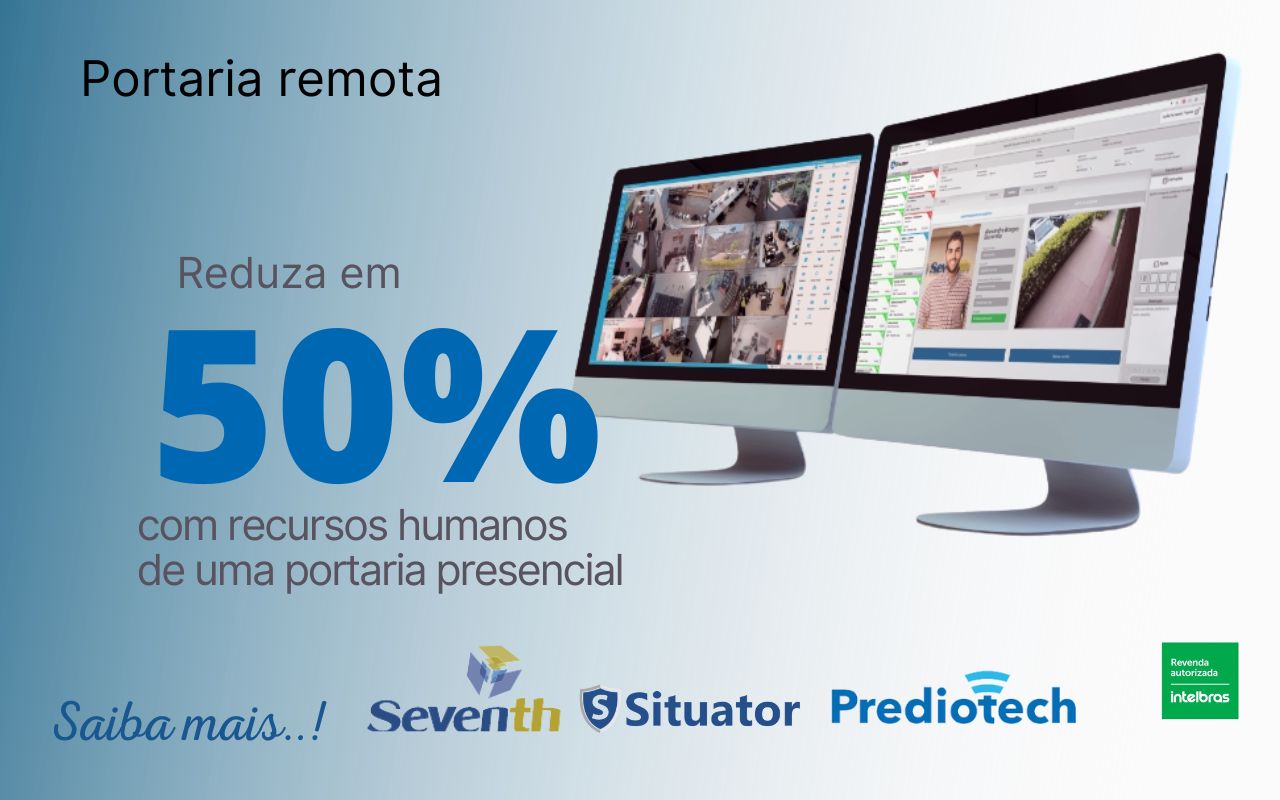 Portaria remota
Reduza em
50%
com recursos humanos
de uma portaria presencial
Saiba mais..!
Seventh
Situator
Prediotech
Revenda
autorizada
intelbras